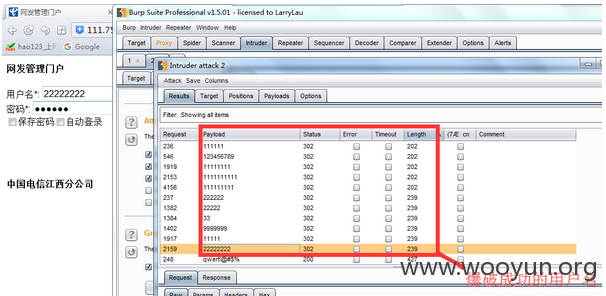 网发管理门户
111.75
hao123_上
Google
网发管理门户
用户名*: 22222222
密码*: ●●●●●●
保存密码 自动登录
中国电信江西分公司
Burp Suite Professional v1.5.01 - licensed to LarryLau
Burp Intruder Repeater Window Help
Target Proxy Spider Scanner Intruder Repeater Sequencer Decoder Comparer Extender Options Alerts
1 × 2
Target
Intruder attack 2
Attack Save Columns
Results Target Positions Payloads Options
Filter: Showing all items
Request Payload Status Error Timeout Length cn Comment
236 111111 302 202
546 123456789 302 202
1919 11111111 302 202
2153 1111111111 302 202
4156 1111111111 302 202
237 222222 302 239
1382 22222 302 239
1384 33 302 239
1402 9999999 302 239
1917 11111 302 239
2159 22222222 302 239
248 qwert!@#$% 200 427
Request Response
Raw Params Headers Hex
www.wooyun.org
爆破成功的用户名